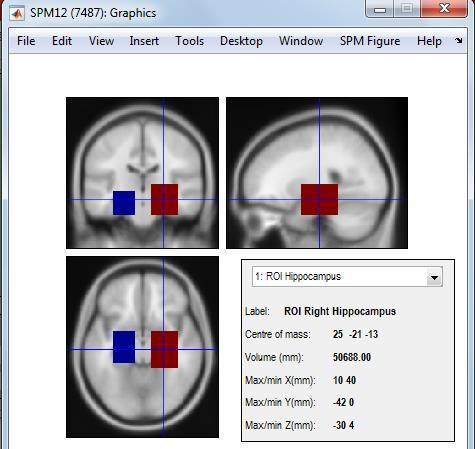 SPM12 (7487): Graphics
File Edit View Insert Tools Desktop Window SPM Figure Help
1: ROI Hippocampus
Label: ROI Right Hippocampus
Centre of mass: 25 -21 -13
Volume (mm): 50688.00
Max/min X(mm): 10 40
Max/min Y(mm): -42 0
Max/min Z(mm): -30 4